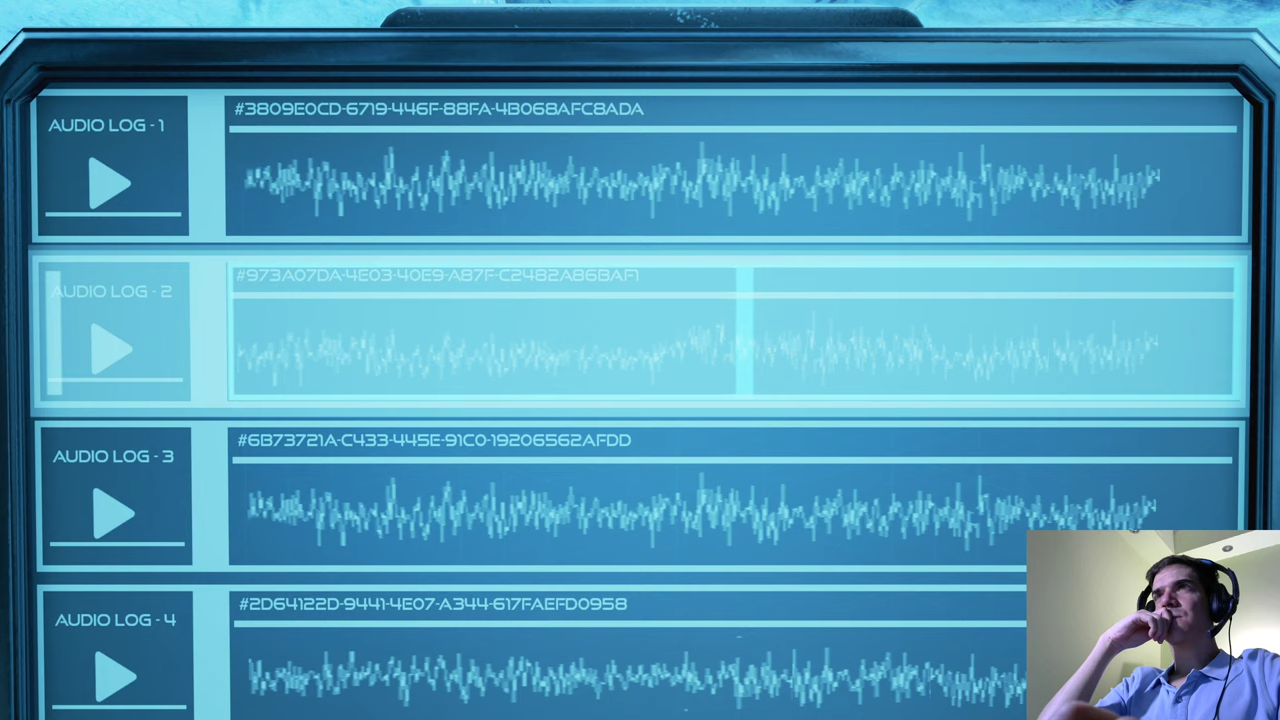 #3809E0CD-6719-446F-88FA-4B068AFC8ADA
AUDIO LOG - 1
#973A07DA-4E03-40E9-A87F-C2482A86BAF1
AUDIO LOG - 2
#6B73721A-C433-445E-91C0-19206562AFDD
AUDIO LOG - 3
#2D64122D-9441-4E07-A344-617FAEFD0958
AUDIO LOG - 4